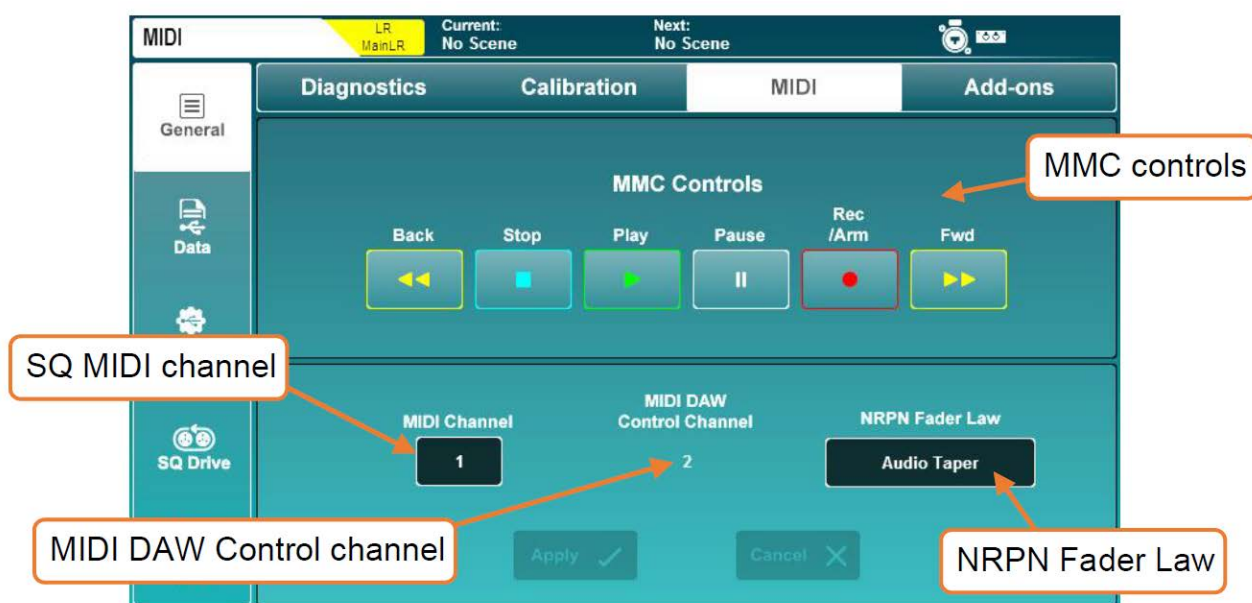 MIDI
LR
MainLR
Current:
No Scene
Next:
No Scene
General
Diagnostics
Calibration
MIDI
Add-ons
MMC controls
MMC Controls
Back
Stop
Play
Pause
Rec
/Arm
Fwd
Data
SQ MIDI channel
MIDI Channel
1
MIDI DAW
Control Channel
2
NRPN Fader Law
Audio Taper
SQ Drive
MIDI DAW Control channel
Apply
Cancel
NRPN Fader Law